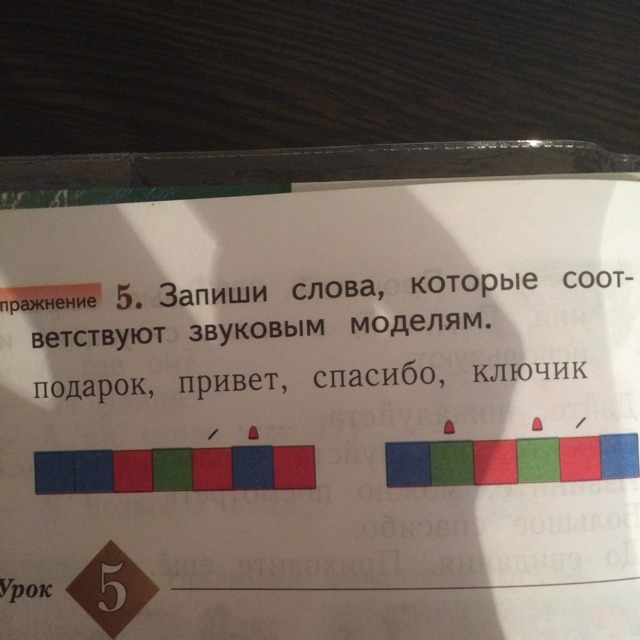 пражнение 5. Запиши слова, которые соот-
ветствуют звуковым моделям.
подарок, привет, спасибо, ключик
Урок 5